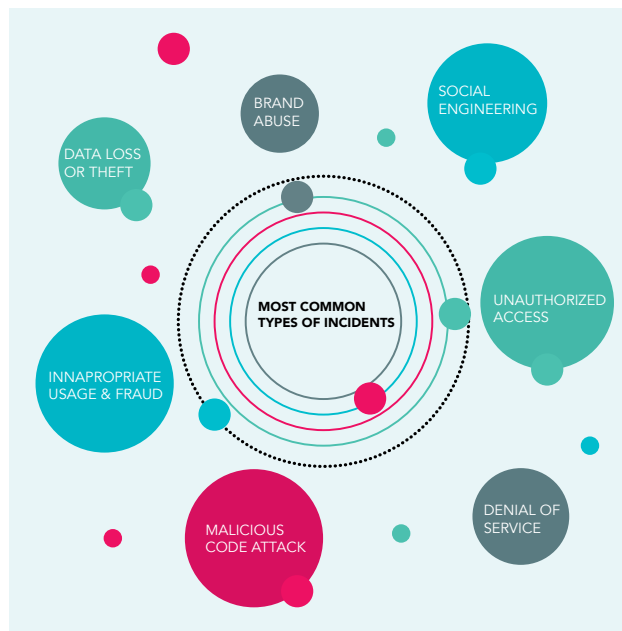 BRAND
ABUSE
SOCIAL
ENGINEERING
DATA LOSS
OR THEFT
MOST COMMON
TYPES OF INCIDENTS
UNAUTHORIZED
ACCESS
INNAPROPRIATE
USAGE & FRAUD
MALICIOUS
CODE ATTACK
DENIAL OF
SERVICE